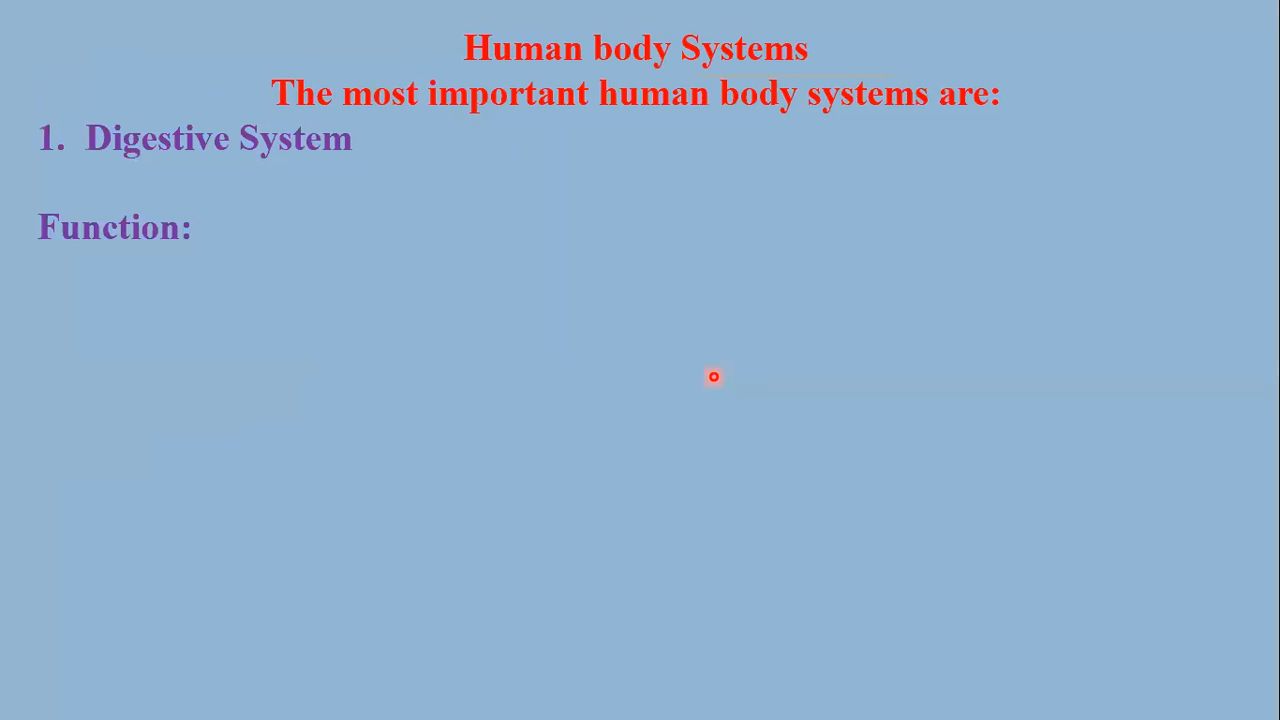 Human body Systems
The most important human body systems are:
1. Digestive System
Function: